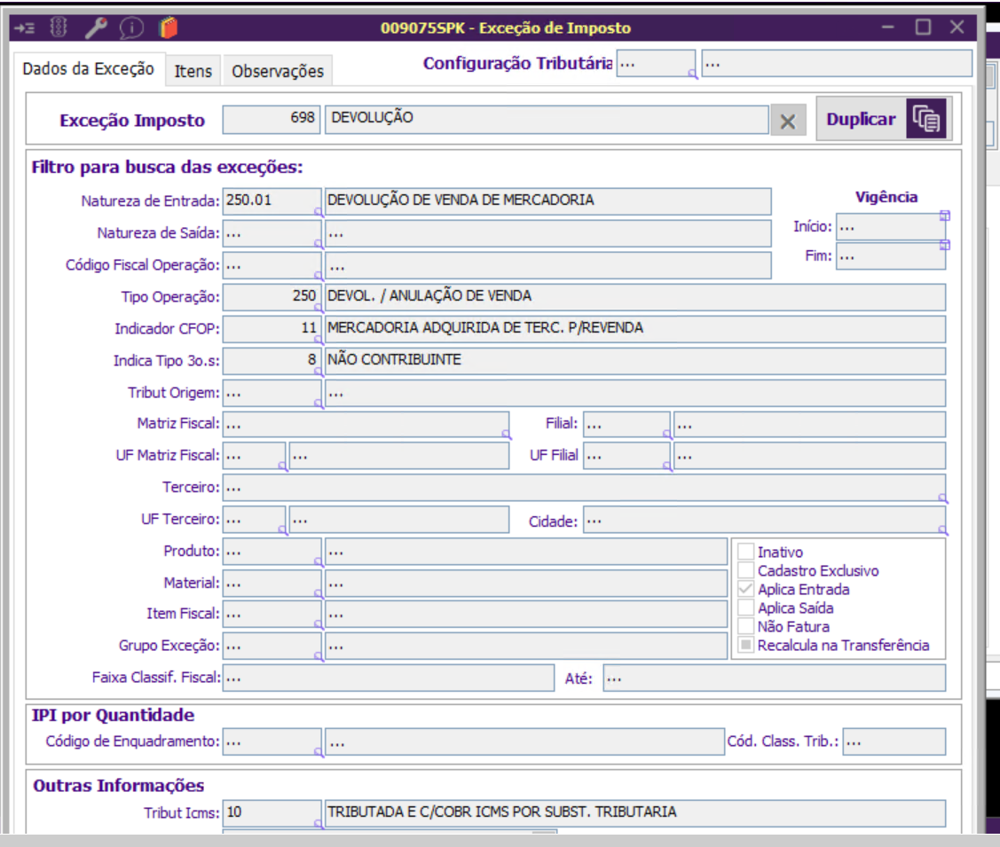 009075SPK - Exceção de Imposto
Dados da Exceção Itens Observações Configuração Tributária ... ...
Exceção Imposto 698 DEVOLUÇÃO Duplicar
Filtro para busca das exceções:
Natureza de Entrada: 250.01 DEVOLUÇÃO DE VENDA DE MERCADORIA
Vigência
Natureza de Saída: ... ...
Início: ...
Código Fiscal Operação: ... ...
Fim: ...
Tipo Operação: 250 DEVOL. / ANULAÇÃO DE VENDA
Indicador CFOP: 11 MERCADORIA ADQUIRIDA DE TERC. P/REVENDA
Indica Tipo 3o.s: 8 NÃO CONTRIBUINTE
Tribut Origem: ... ...
Matriz Fiscal: ... Filial: ... ...
UF Matriz Fiscal: ... ... UF Filial ... ...
Terceiro: ...
UF Terceiro: ... ... Cidade: ...
Produto: ... ...
Material: ... ...
Item Fiscal: ... ...
Grupo Exceção: ... ...
Inativo
Cadastro Exclusivo
Aplica Entrada
Aplica Saída
Não Fatura
Recalcula na Transferência
Faixa Classif. Fiscal: ... Até: ...
IPI por Quantidade
Código de Enquadramento: ... ... Cód. Class. Trib.: ...
Outras Informações
Tribut Icms: 10 TRIBUTADA E C/COBR ICMS POR SUBST. TRIBUTARIA